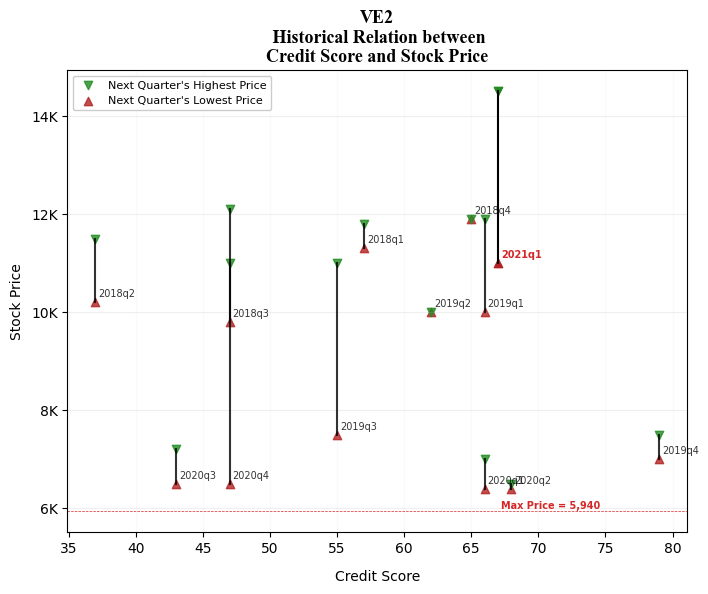 VE2
Historical Relation between
Credit Score and Stock Price
Next Quarter's Highest Price
Next Quarter's Lowest Price
14K
12K
10K
8K
6K
Stock Price
2018q4
2018q1
2021q1
2018q2
2019q2
2019q1
2018q3
2019q3
2019q4
2020q3
2020q4
2020q1
2020q2
Max Price = 5,940
35 40 45 50 55 60 65 70 75 80
Credit Score